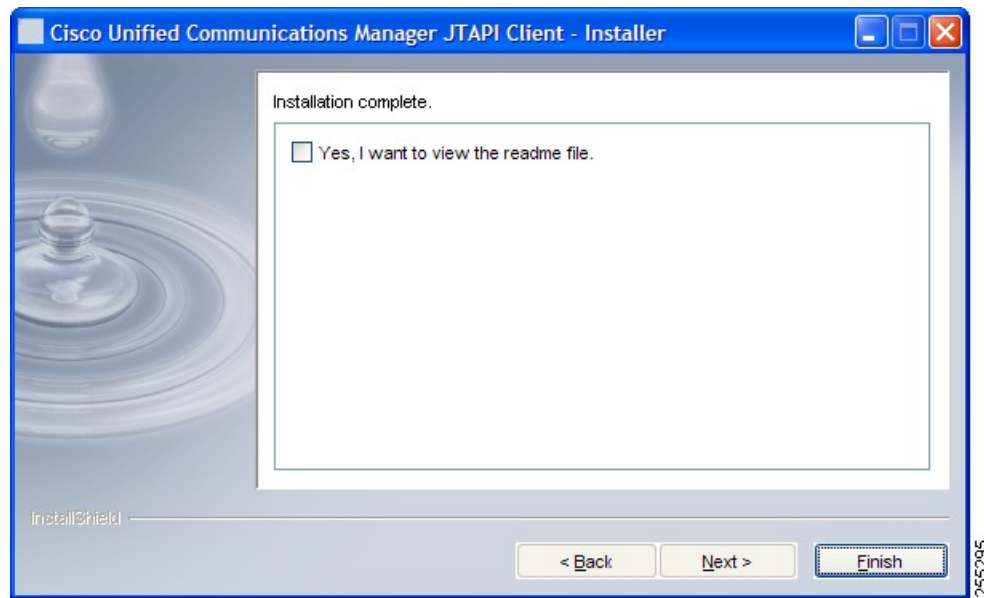 Cisco Unified Communications Manager JTAPI Client - Installer
Installation complete.
Yes, I want to view the readme file.
InstallShield
< Back
Next >
Finish
255295